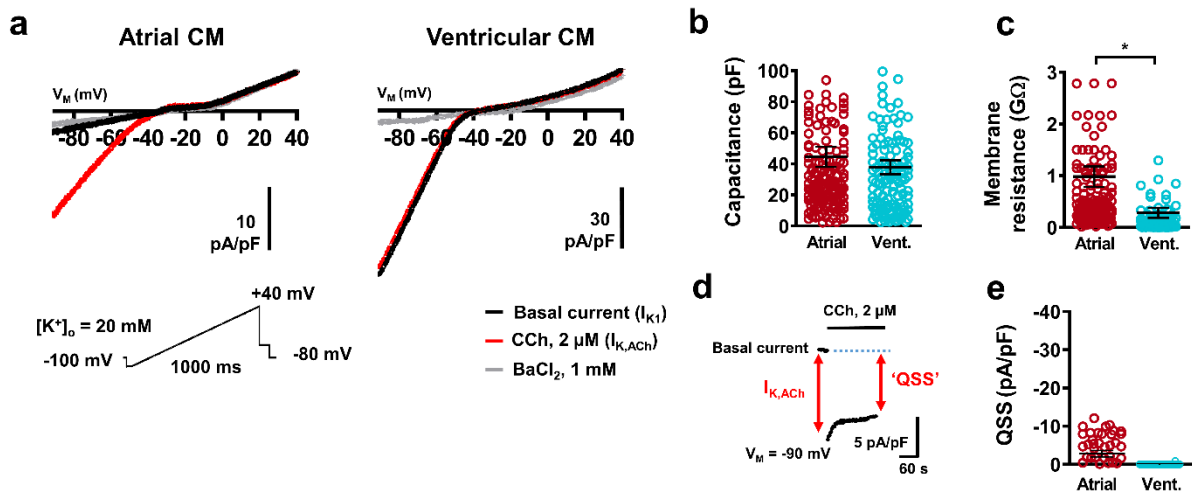 a
Atrial CM
Ventricular CM
V_M (mV)
-80 -60 -40 -20 0 20 40
10
pA/pF
V_M (mV)
-80 -60 -40 -20 0 20 40
30
pA/pF
[K⁺]ₒ = 20 mM
+40 mV
-100 mV
1000 ms
-80 mV
Basal current (I_K1)
CCh, 2 µM (I_K,ACh)
BaCl₂, 1 mM
b
Capacitance (pF)
100
80
60
40
20
0
Atrial Vent.
c
Membrane
resistance (GΩ)
*
3
2
1
0
Atrial Vent.
d
CCh, 2 µM
Basal current
I_K,ACh
‘QSS’
V_M = -90 mV
5 pA/pF
60 s
e
QSS (pA/pF)
-40
-30
-20
-10
0
Atrial Vent.